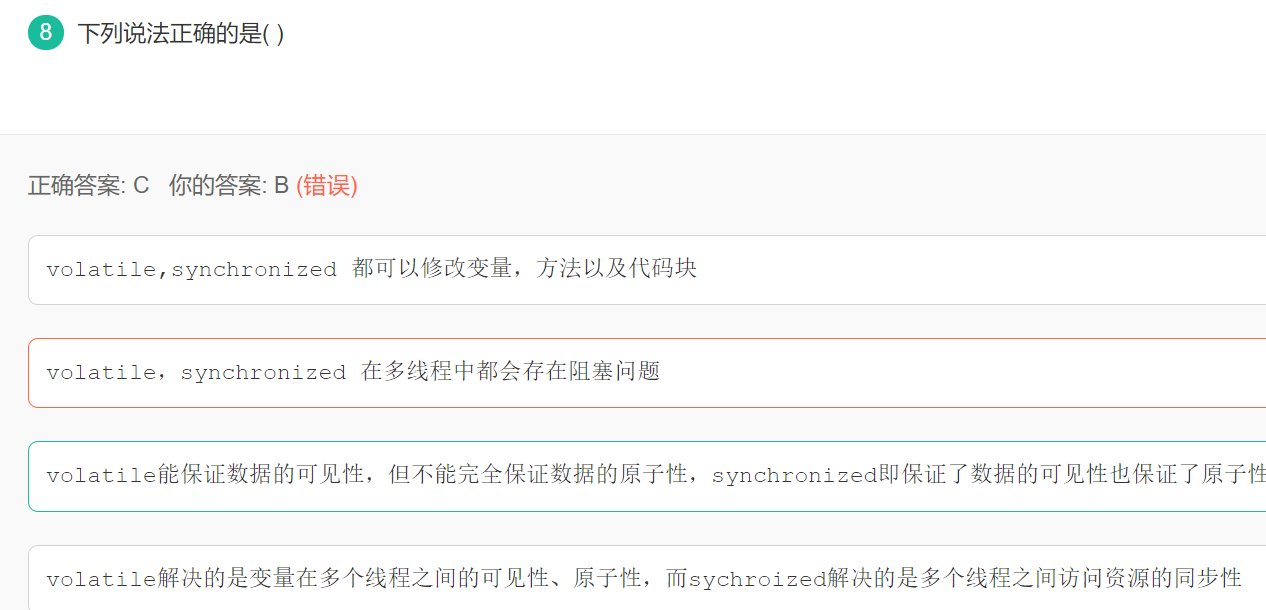 8 下列说法正确的是( )
正确答案: C 你的答案: B (错误)
volatile,synchronized 都可以修改变量，方法以及代码块
volatile，synchronized 在多线程中都会存在阻塞问题
volatile能保证数据的可见性，但不能完全保证数据的原子性，synchronized即保证了数据的可见性也保证了原子性
volatile解决的是变量在多个线程之间的可见性、原子性，而sychroized解决的是多个线程之间访问资源的同步性